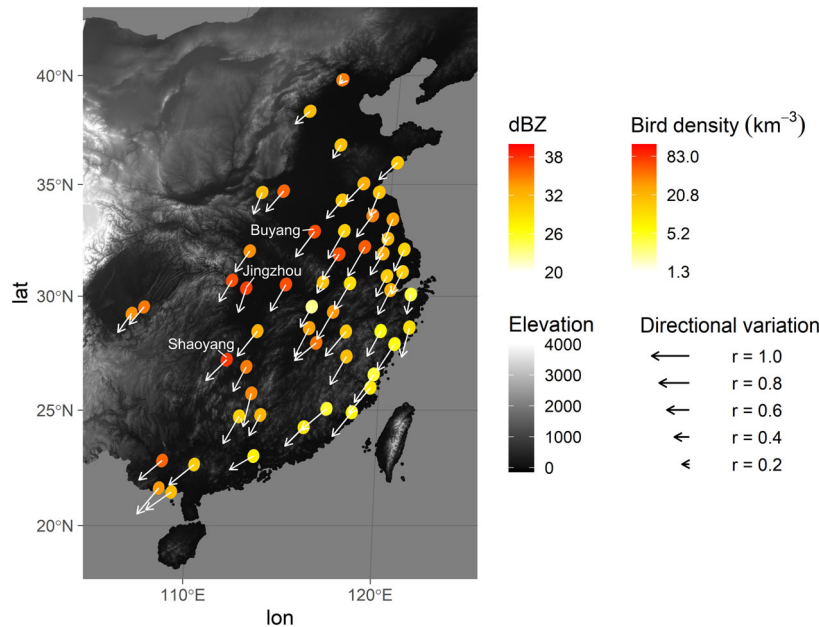 40°N
35°N
30°N
25°N
20°N
110°E
120°E
lat
lon
Buyang
Jingzhou
Shaoyang
dBZ
38
32
26
20
Bird density (km⁻³)
83.0
20.8
5.2
1.3
Elevation
4000
3000
2000
1000
0
Directional variation
r = 1.0
r = 0.8
r = 0.6
r = 0.4
r = 0.2